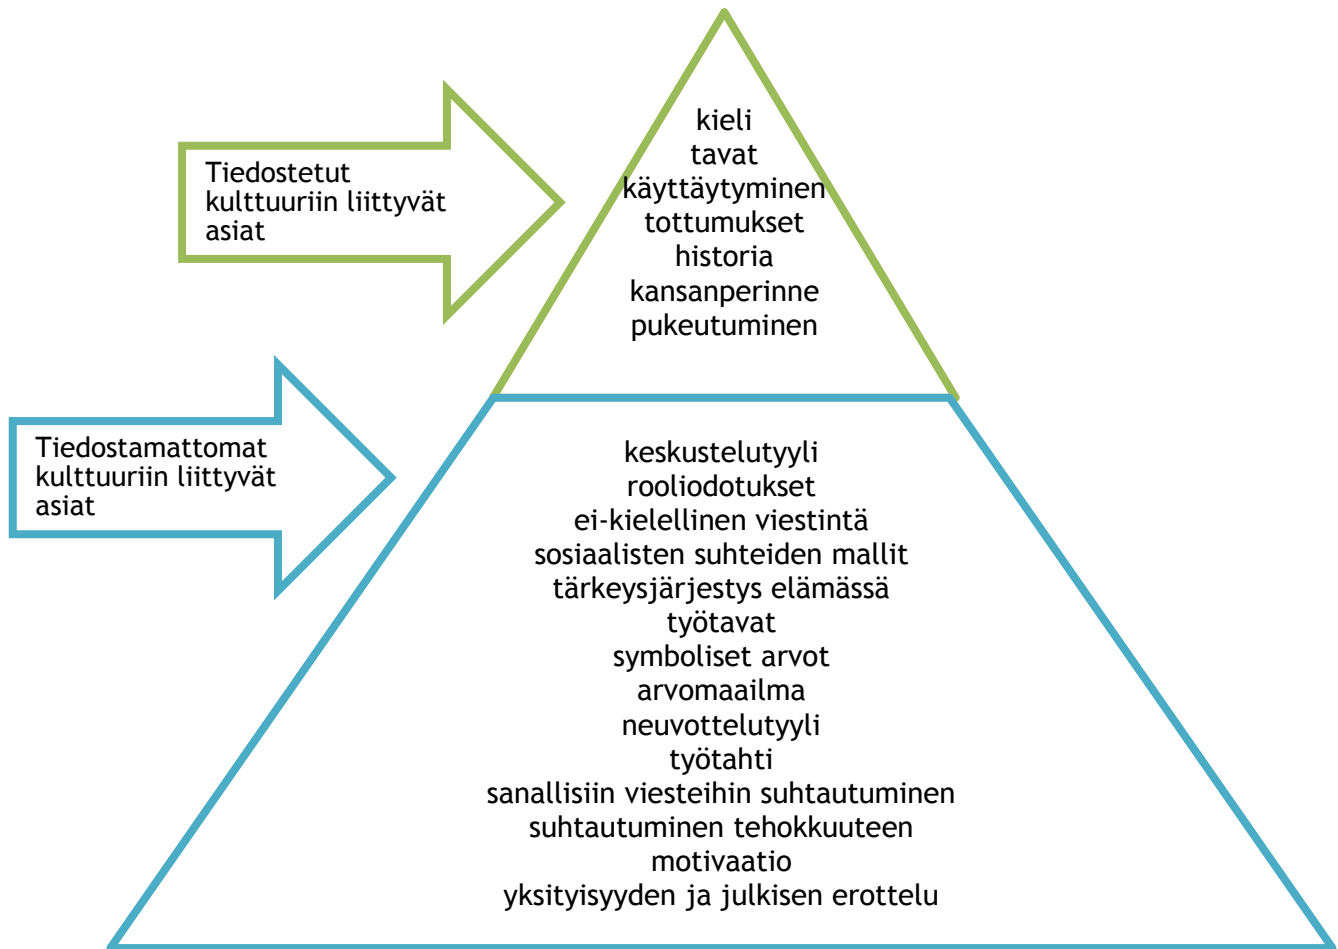 kieli
tavat
käyttäytyminen
tottumukset
historia
kansanperinne
pukeutuminen
Tiedostetut
kulttuuriin liittyvät
asiat
Tiedostamattomat
kulttuuriin liittyvät
asiat
keskustelutyyli
rooliodotukset
ei-kielellinen viestintä
sosiaalisten suhteiden mallit
tärkeysjärjestys elämässä
työtavat
symboliset arvot
arvomaailma
neuvottelutyyli
työtahti
sanallisiin viesteihin suhtautuminen
suhtautuminen tehokkuuteen
motivaatio
yksityisyyden ja julkisen erottelu